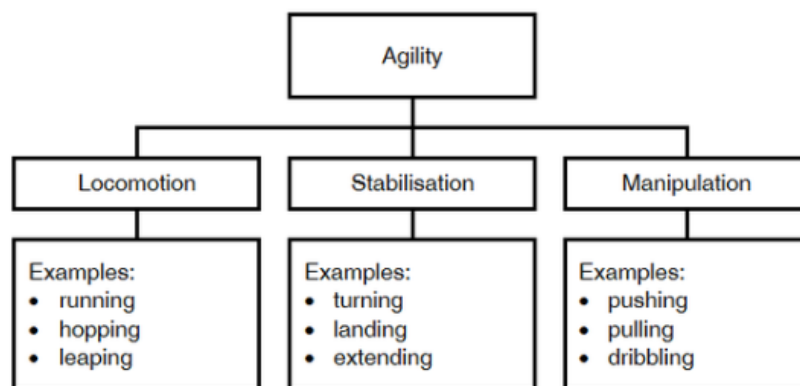 Agility
Locomotion
Stabilisation
Manipulation
Examples:
• running
• hopping
• leaping
Examples:
• turning
• landing
• extending
Examples:
• pushing
• pulling
• dribbling